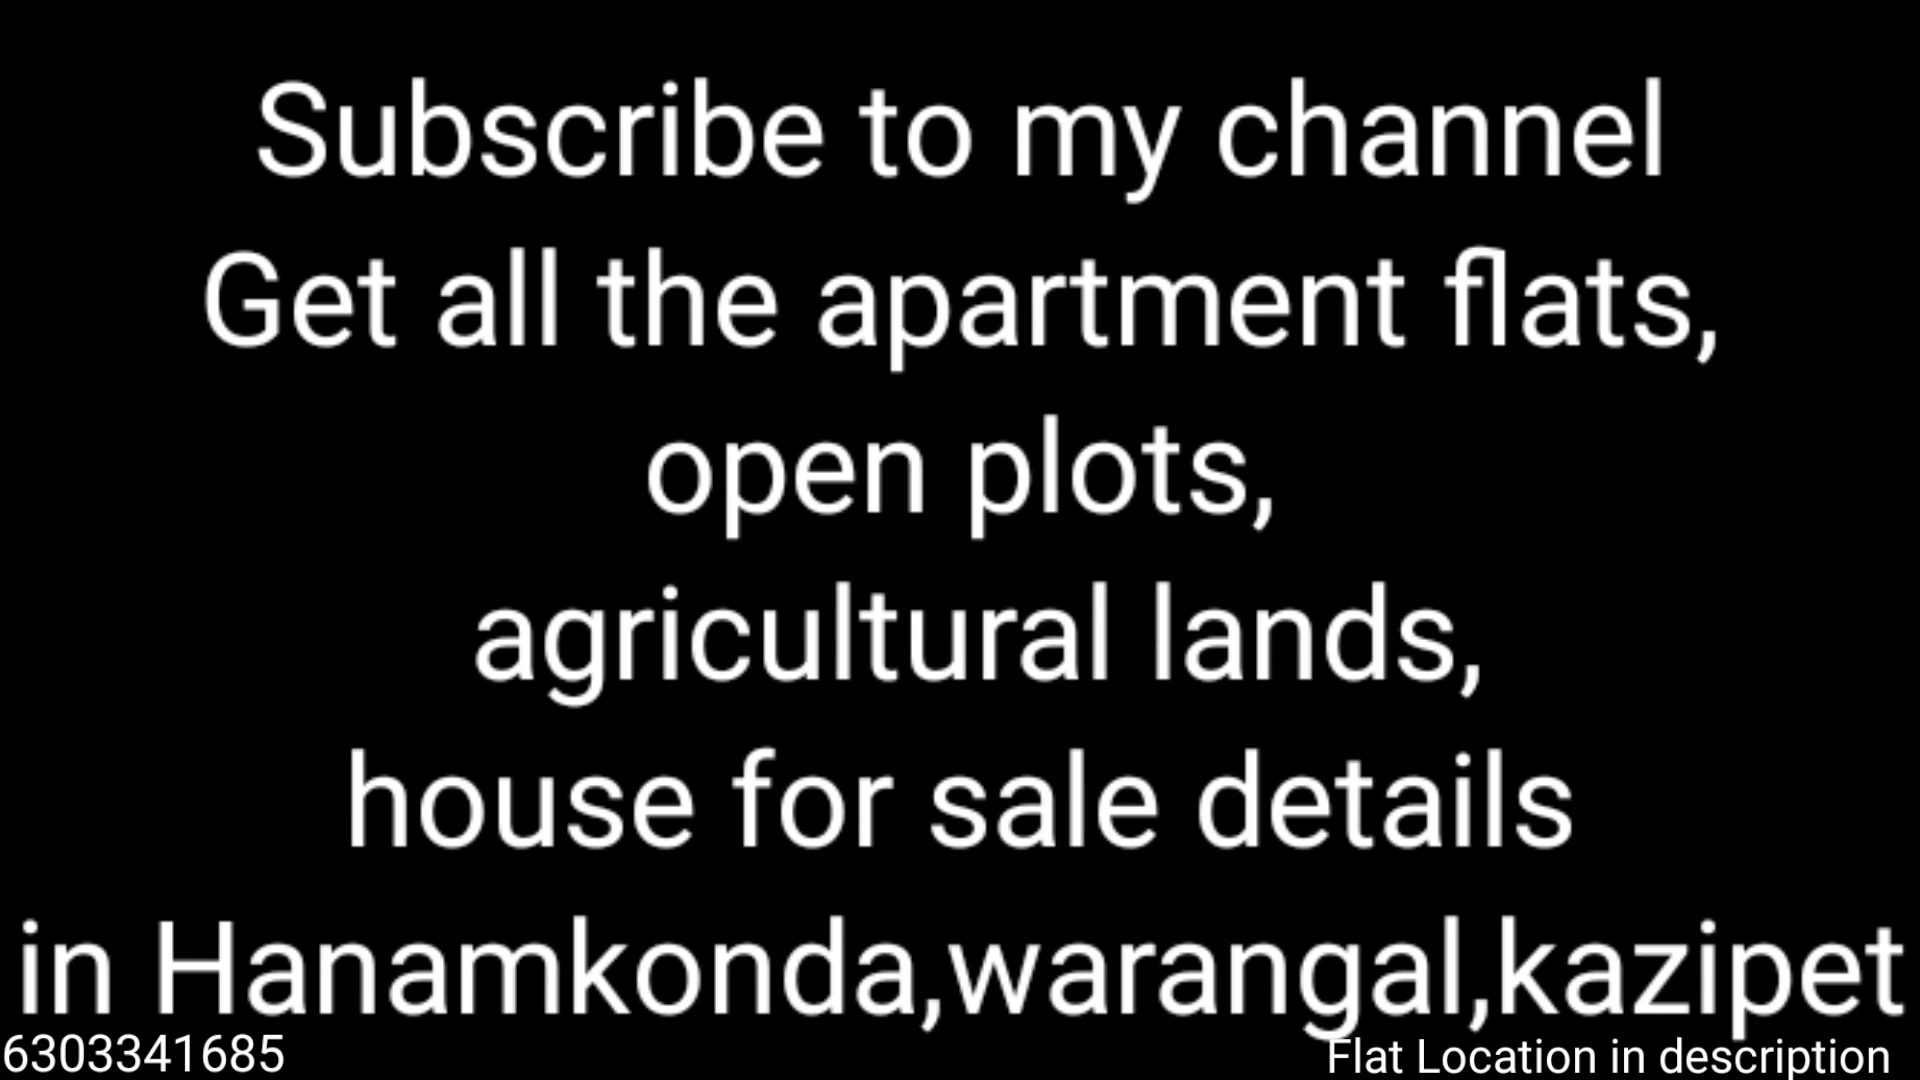 Subscribe to my channel
Get all the apartment flats,
open plots,
agricultural lands,
house for sale details
in Hanamkonda,warangal,kazipet
6303341685
Flat Location in description